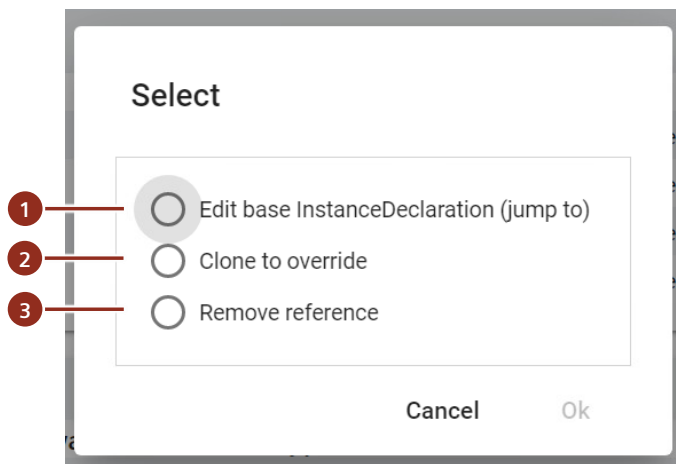 Select
1 Edit base InstanceDeclaration (jump to)
2 Clone to override
3 Remove reference
Cancel Ok